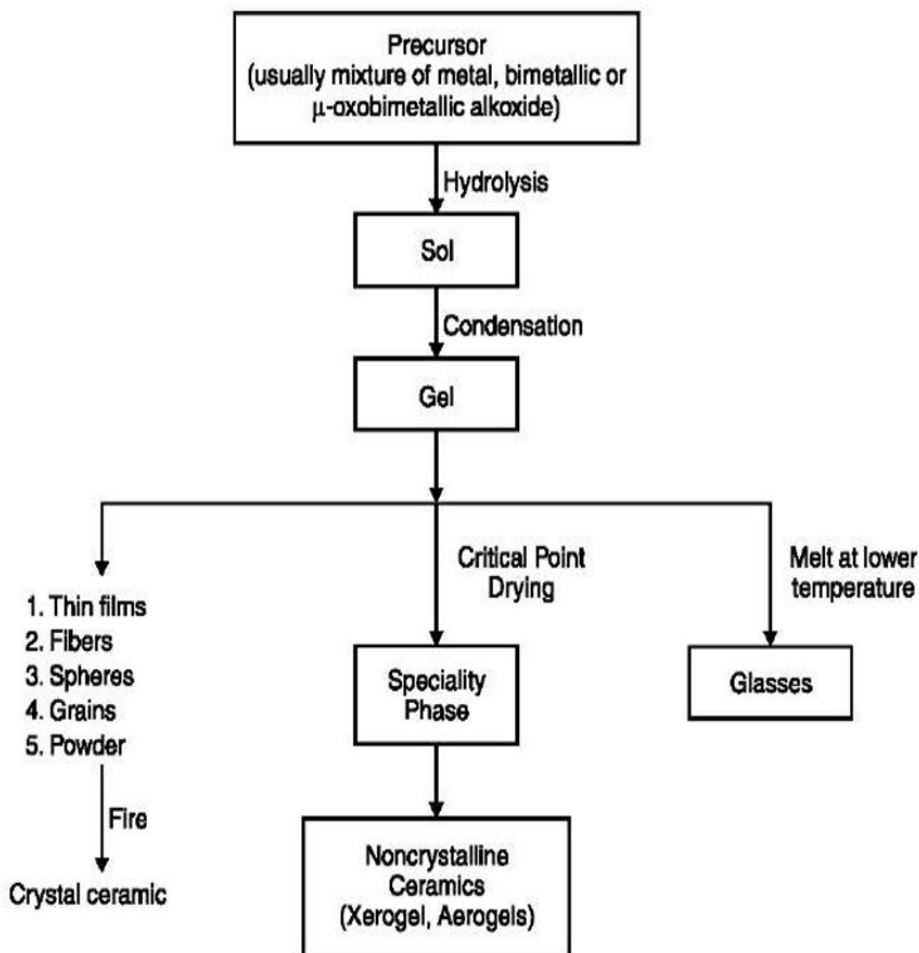 Precursor
(usually mixture of metal, bimetallic or
μ-oxobimetallic alkoxide)
Hydrolysis
Sol
Condensation
Gel
Critical Point
Drying
Melt at lower
temperature
1. Thin films
2. Fibers
3. Spheres
4. Grains
5. Powder
Speciality
Phase
Glasses
Fire
Crystal ceramic
Noncrystalline
Ceramics
(Xerogel, Aerogels)